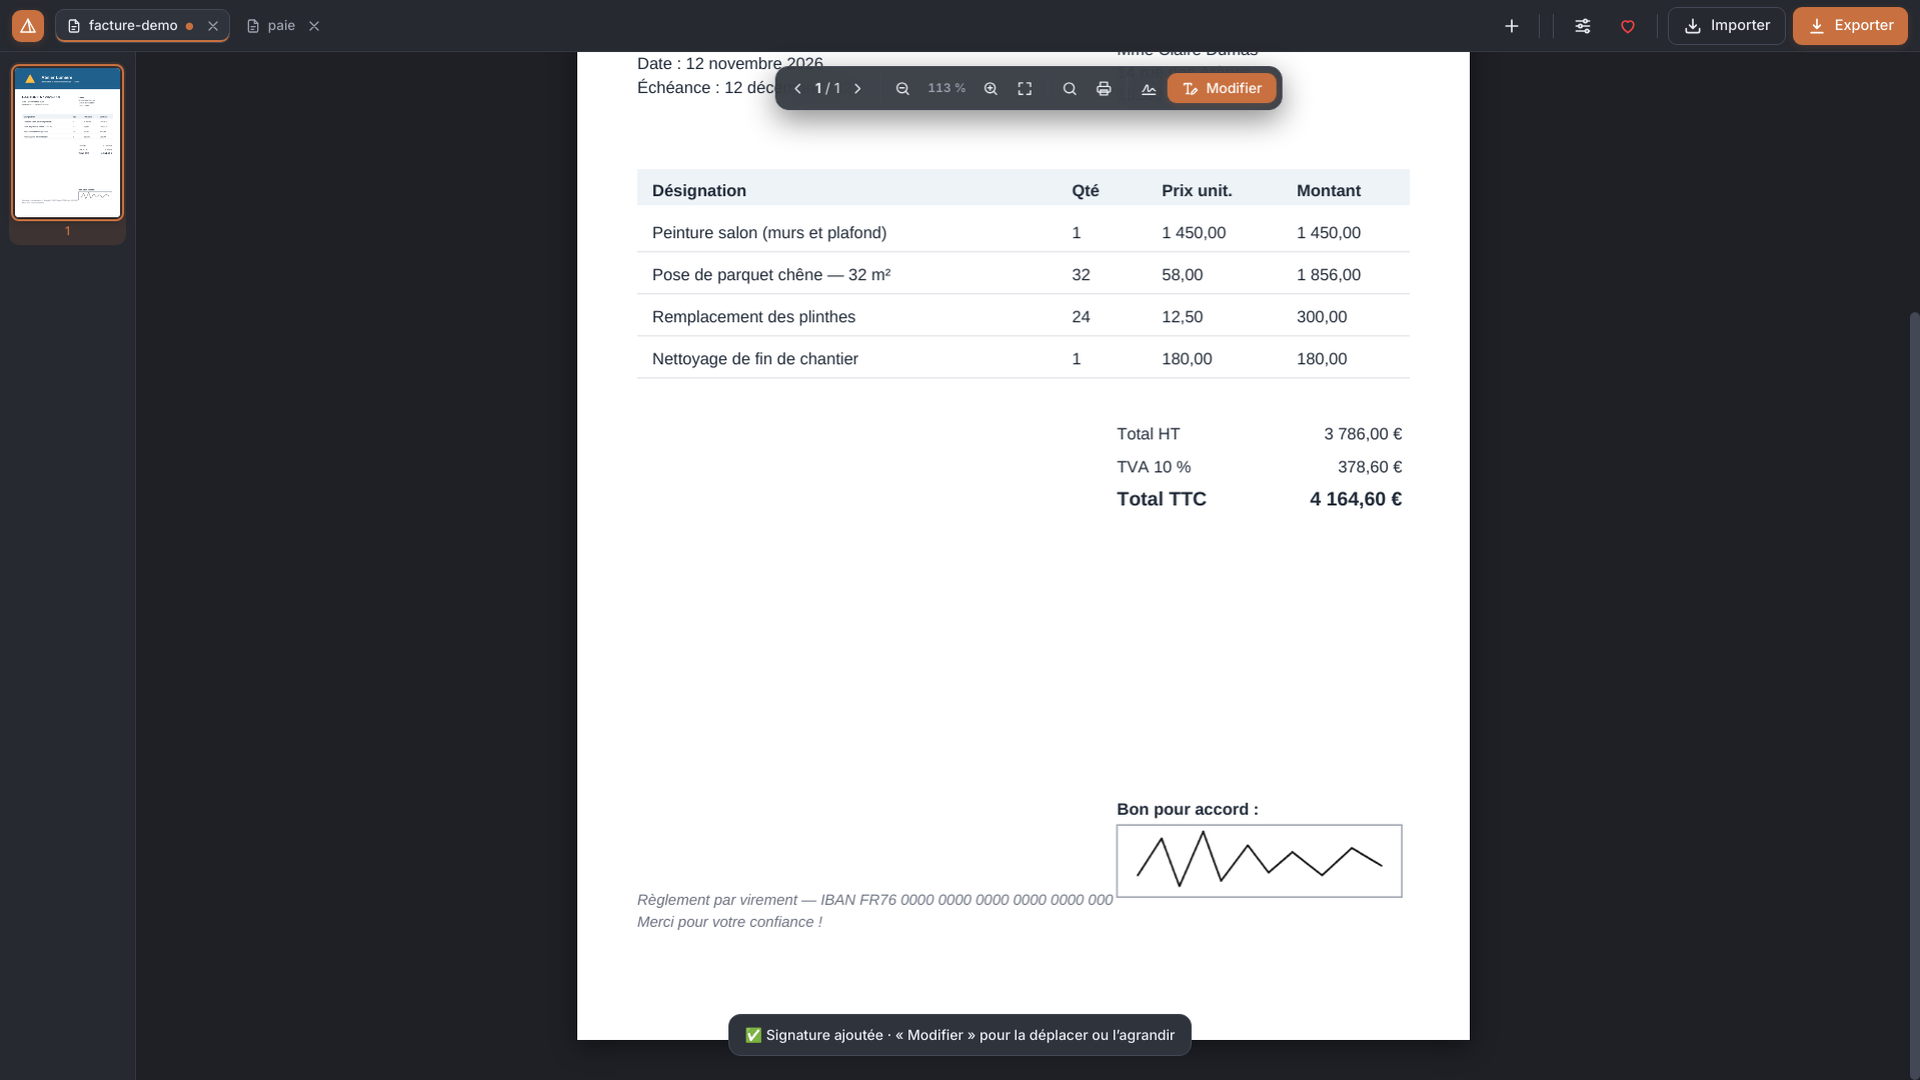 facture-demo
paie
Importer
Exporter
Mme Claire Dumas
Date : 12 novembre 2026
Échéance : 12 déc
1 / 1
113 %
Modifier
1
Désignation Qté Prix unit. Montant
Peinture salon (murs et plafond) 1 1 450,00 1 450,00
Pose de parquet chêne — 32 m² 32 58,00 1 856,00
Remplacement des plinthes 24 12,50 300,00
Nettoyage de fin de chantier 1 180,00 180,00
Total HT 3 786,00 €
TVA 10 % 378,60 €
Total TTC 4 164,60 €
Bon pour accord :
Règlement par virement — IBAN FR76 0000 0000 0000 0000 0000 000
Merci pour votre confiance !
✅ Signature ajoutée · « Modifier » pour la déplacer ou l’agrandir